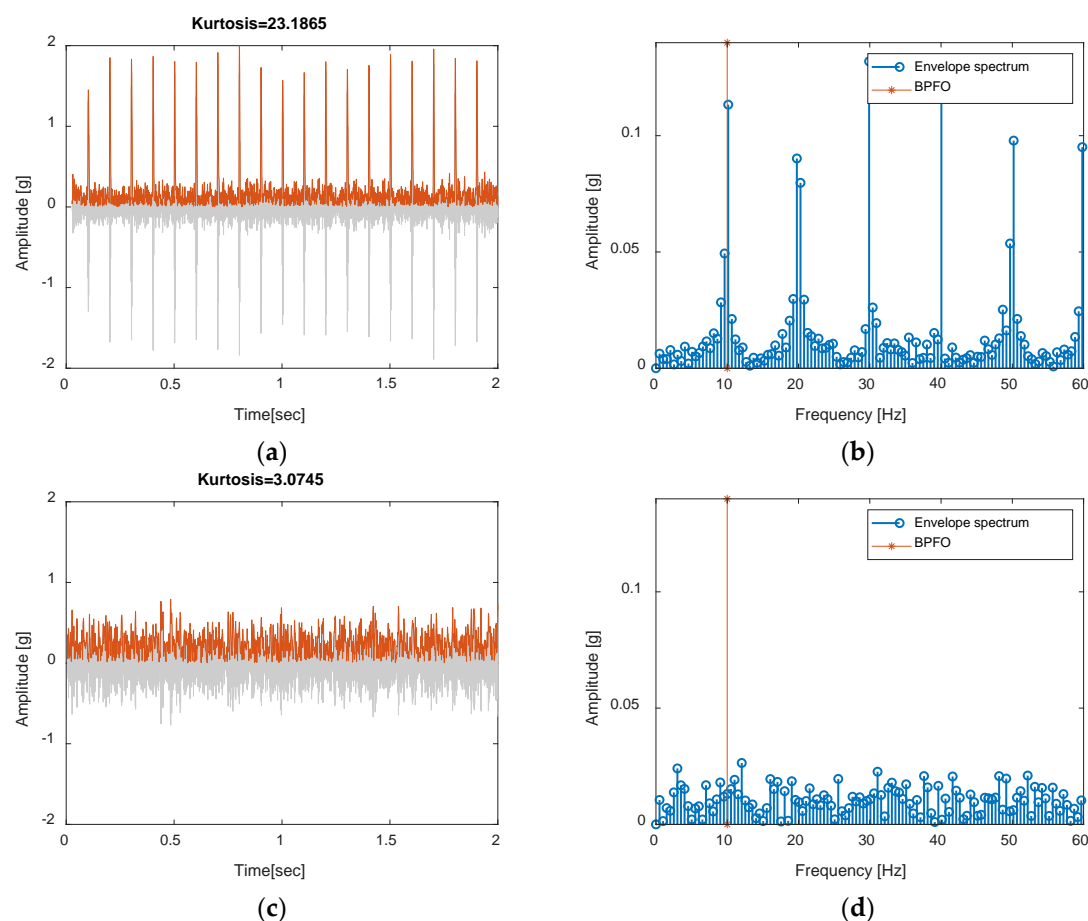 Kurtosis=23.1865
2
1
0
-1
-2
Amplitude [g]
0 0.5 1 1.5 2
Time[sec]
(a)
Envelope spectrum
BPFO
0.1
0.05
0
Amplitude [g]
0 10 20 30 40 50 60
Frequency [Hz]
(b)
Kurtosis=3.0745
2
1
0
-1
-2
Amplitude [g]
0 0.5 1 1.5 2
Time[sec]
(c)
Envelope spectrum
BPFO
0.1
0.05
0
Amplitude [g]
0 10 20 30 40 50 60
Frequency [Hz]
(d)